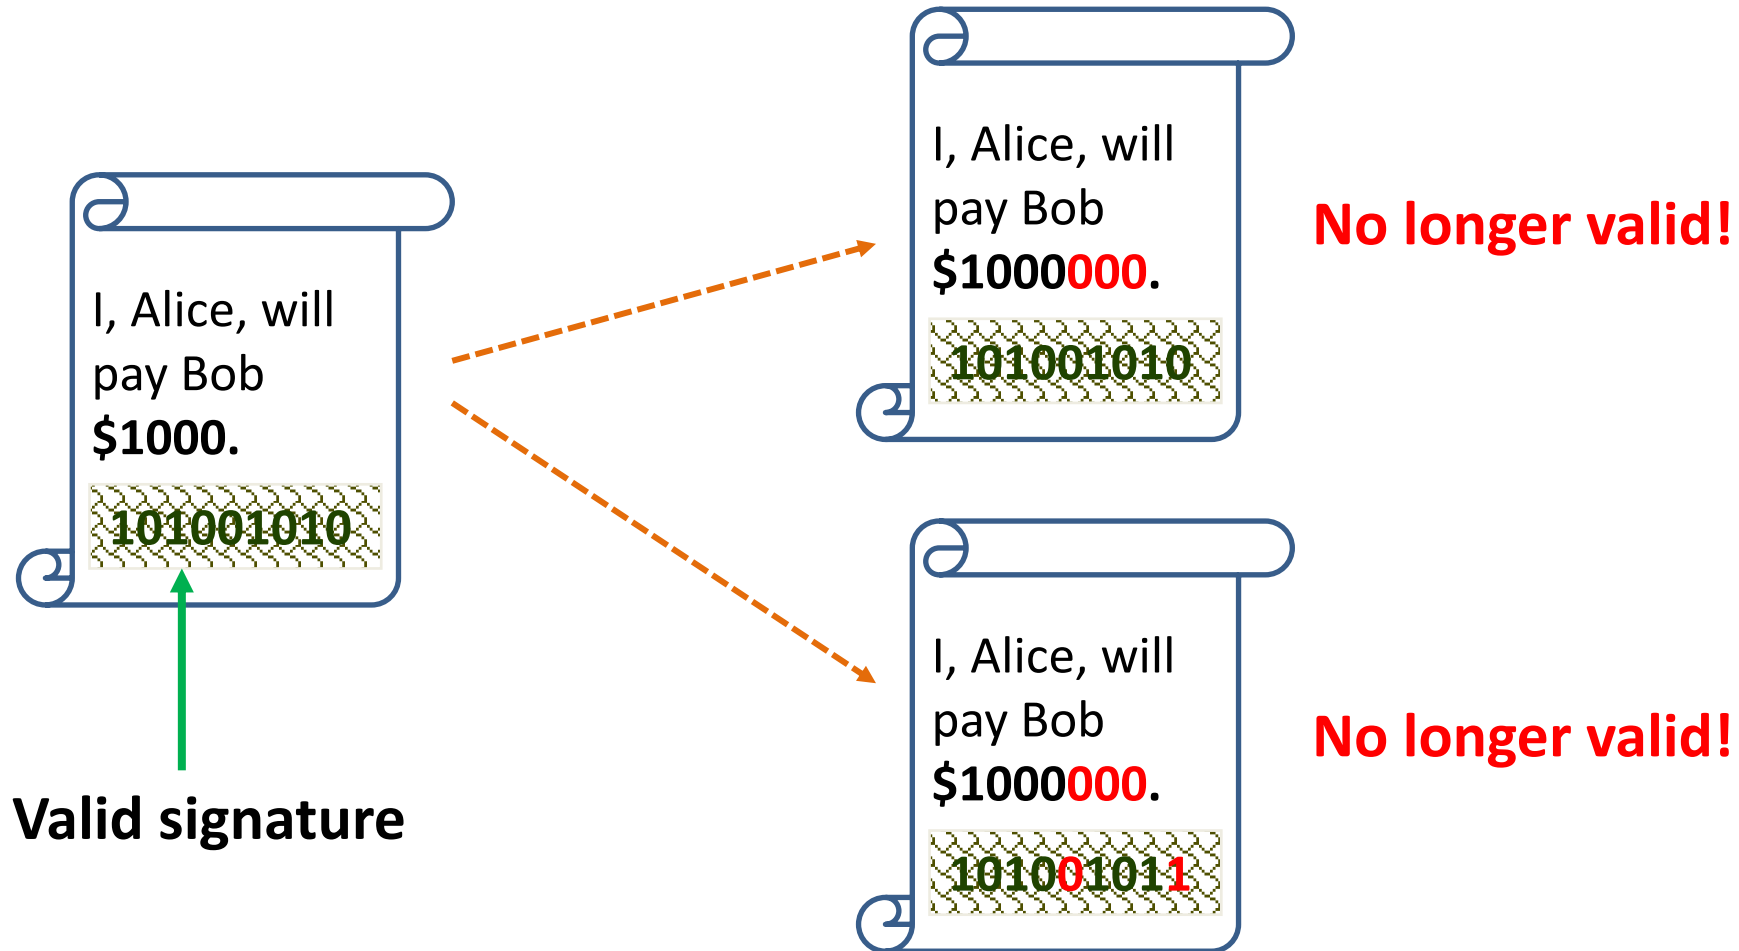 I, Alice, will
pay Bob
$1000.
101001010
Valid signature
I, Alice, will
pay Bob
$1000000.
101001010
No longer valid!
I, Alice, will
pay Bob
$1000000.
101001011
No longer valid!